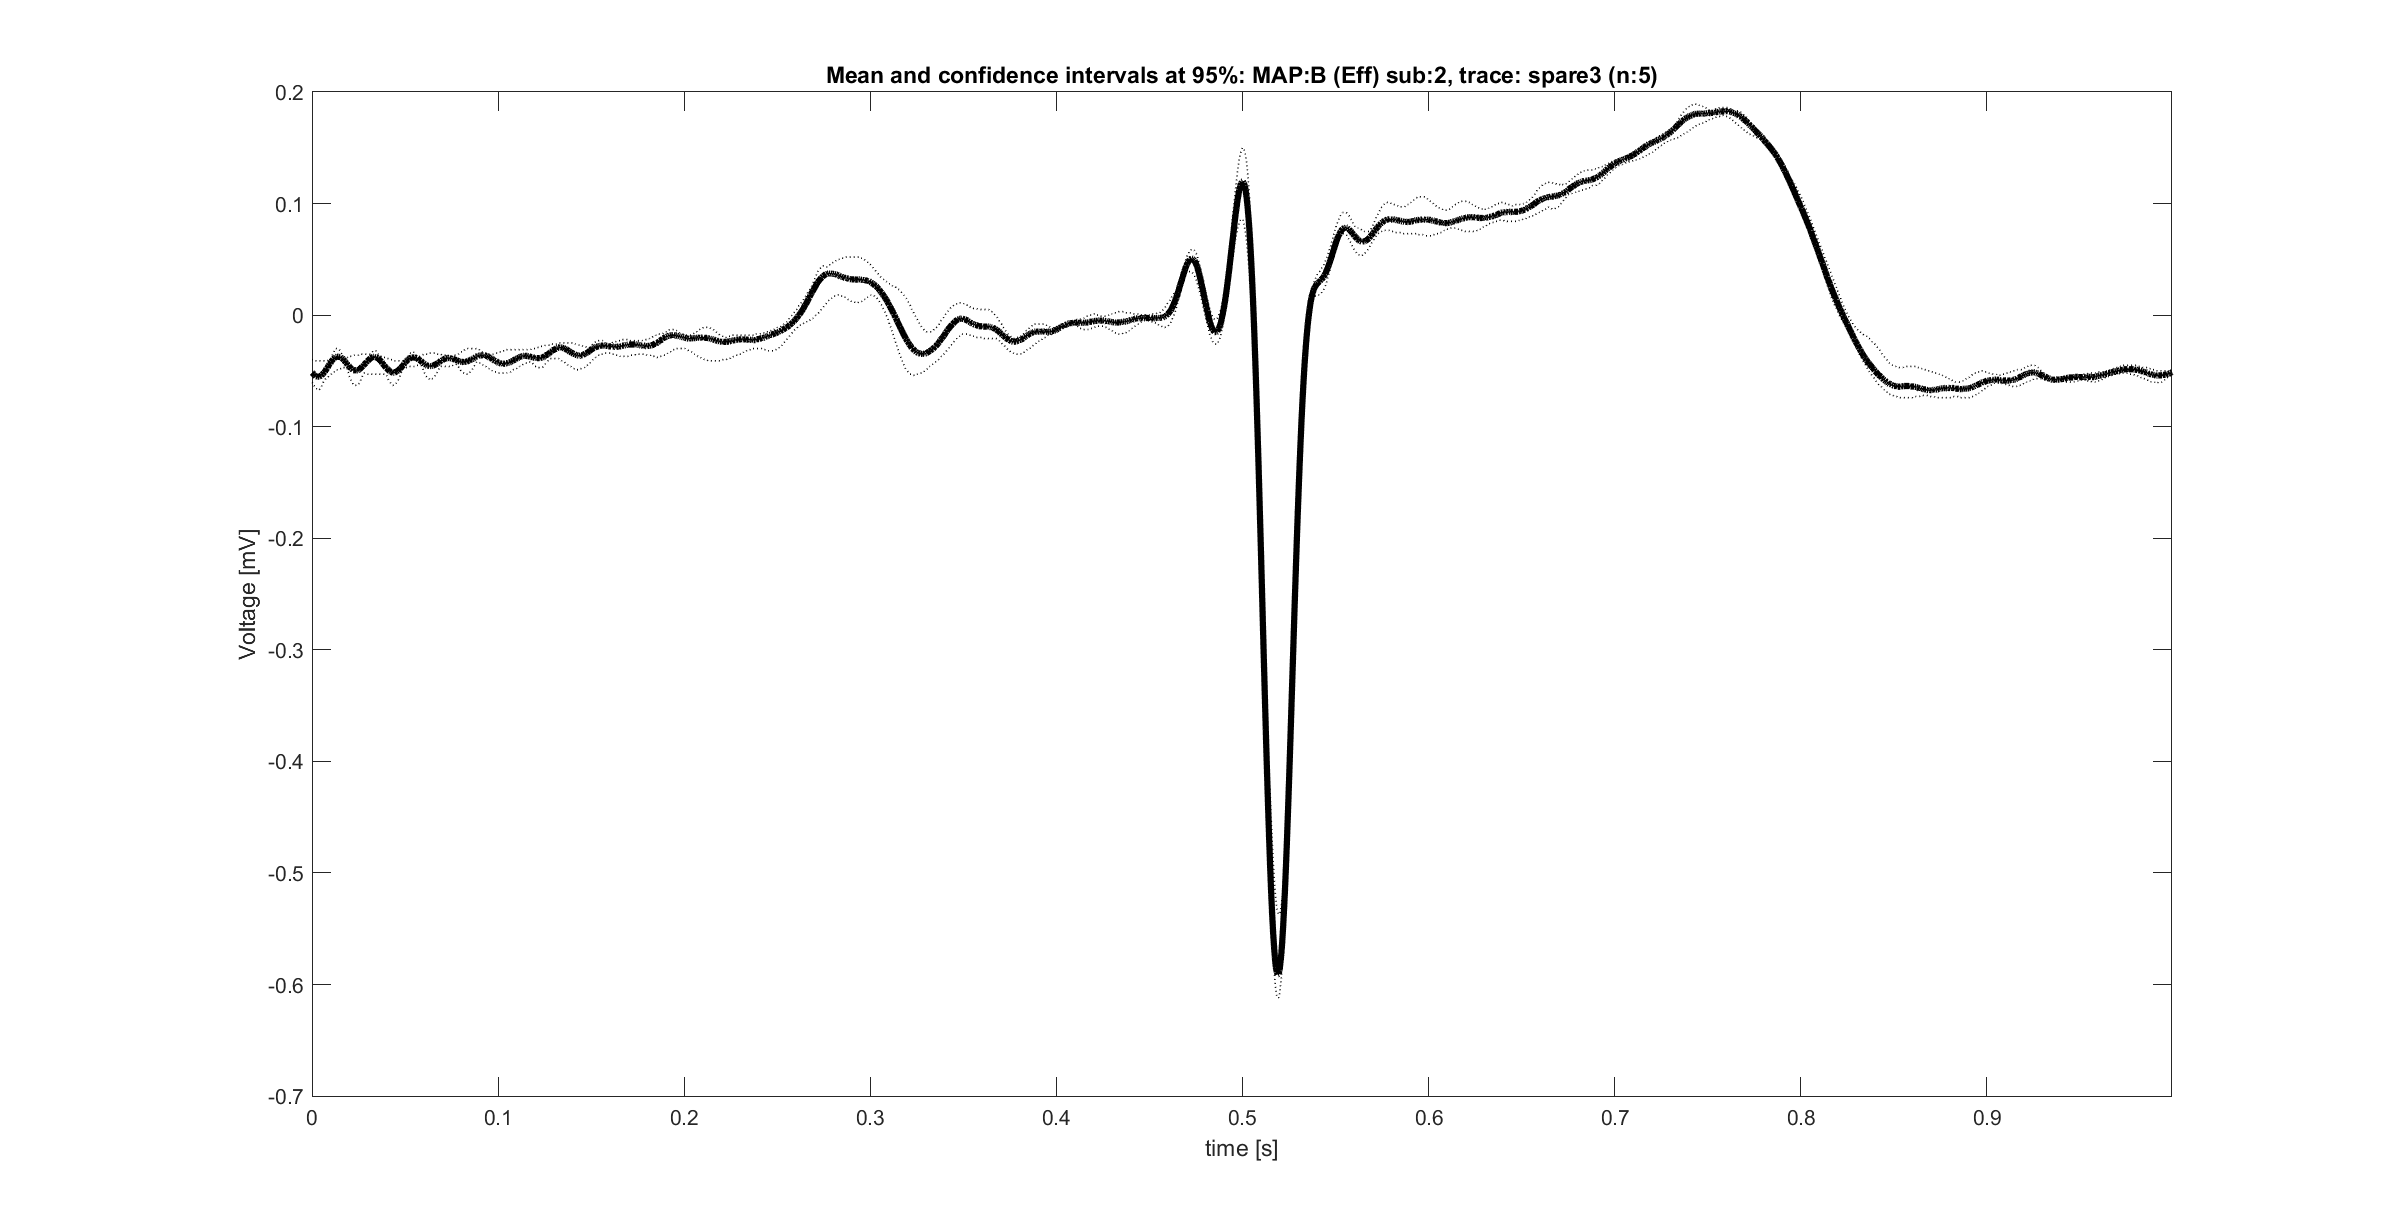 Mean and confidence intervals at 95%: MAP:B (Eff) sub:2, trace: spare3 (n:5)
0.2
0.1
0
-0.1
-0.2
-0.3
-0.4
-0.5
-0.6
-0.7
Voltage [mV]
0 0.1 0.2 0.3 0.4 0.5 0.6 0.7 0.8 0.9
time [s]